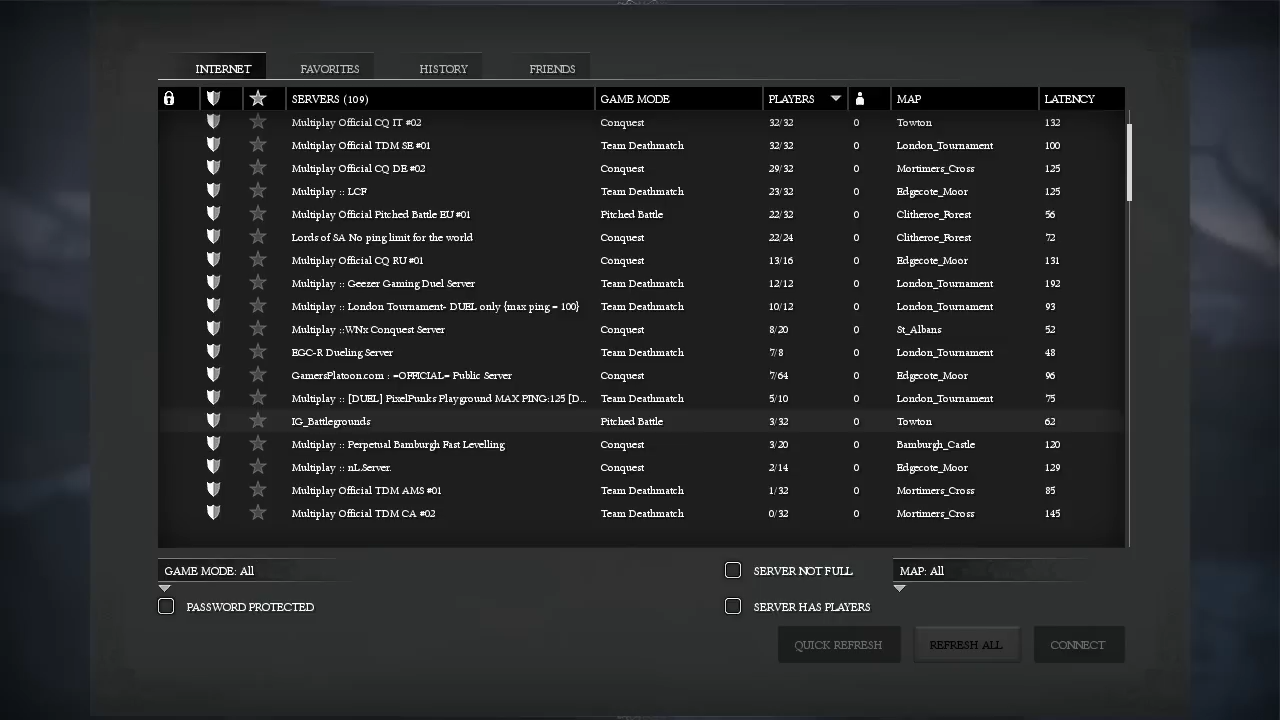 INTERNET FAVORITES HISTORY FRIENDS
SERVERS (109) GAME MODE PLAYERS MAP LATENCY
Multiplay Official CQ IT #02 Conquest 32/32 0 Towton 132
Multiplay Official TDM SE #01 Team Deathmatch 32/32 0 London_Tournament 100
Multiplay Official CQ DE #02 Conquest 29/32 0 Mortimers_Cross 125
Multiplay :: LCF Team Deathmatch 23/32 0 Edgecote_Moor 125
Multiplay Official Pitched Battle EU #01 Pitched Battle 22/32 0 Clitheroe_Forest 56
Lords of SA No ping limit for the world Conquest 22/24 0 Clitheroe_Forest 72
Multiplay Official CQ RU #01 Conquest 13/16 0 Edgecote_Moor 131
Multiplay :: Geezer Gaming Duel Server Team Deathmatch 12/12 0 London_Tournament 192
Multiplay :: London Tournament- DUEL only {max ping = 100} Team Deathmatch 10/12 0 London_Tournament 93
Multiplay ::WNx Conquest Server Conquest 8/20 0 St_Albans 52
EGC-R Dueling Server Team Deathmatch 7/8 0 London_Tournament 48
GamersPlatoon.com : =OFFICIAL= Public Server Conquest 7/64 0 Edgecote_Moor 96
Multiplay :: [DUEL] PixelPunks Playground MAX PING:125 [D... Team Deathmatch 5/10 0 London_Tournament 75
IG_Battlegrounds Pitched Battle 3/32 0 Towton 62
Multiplay :: Perpetual Bamburgh Fast Levelling Conquest 3/20 0 Bamburgh_Castle 120
Multiplay :: nL.Server. Conquest 2/14 0 Edgecote_Moor 129
Multiplay Official TDM AMS #01 Team Deathmatch 1/32 0 Mortimers_Cross 85
Multiplay Official TDM CA #02 Team Deathmatch 0/32 0 Mortimers_Cross 145
GAME MODE: All SERVER NOT FULL MAP: All
PASSWORD PROTECTED SERVER HAS PLAYERS
QUICK REFRESH REFRESH ALL CONNECT